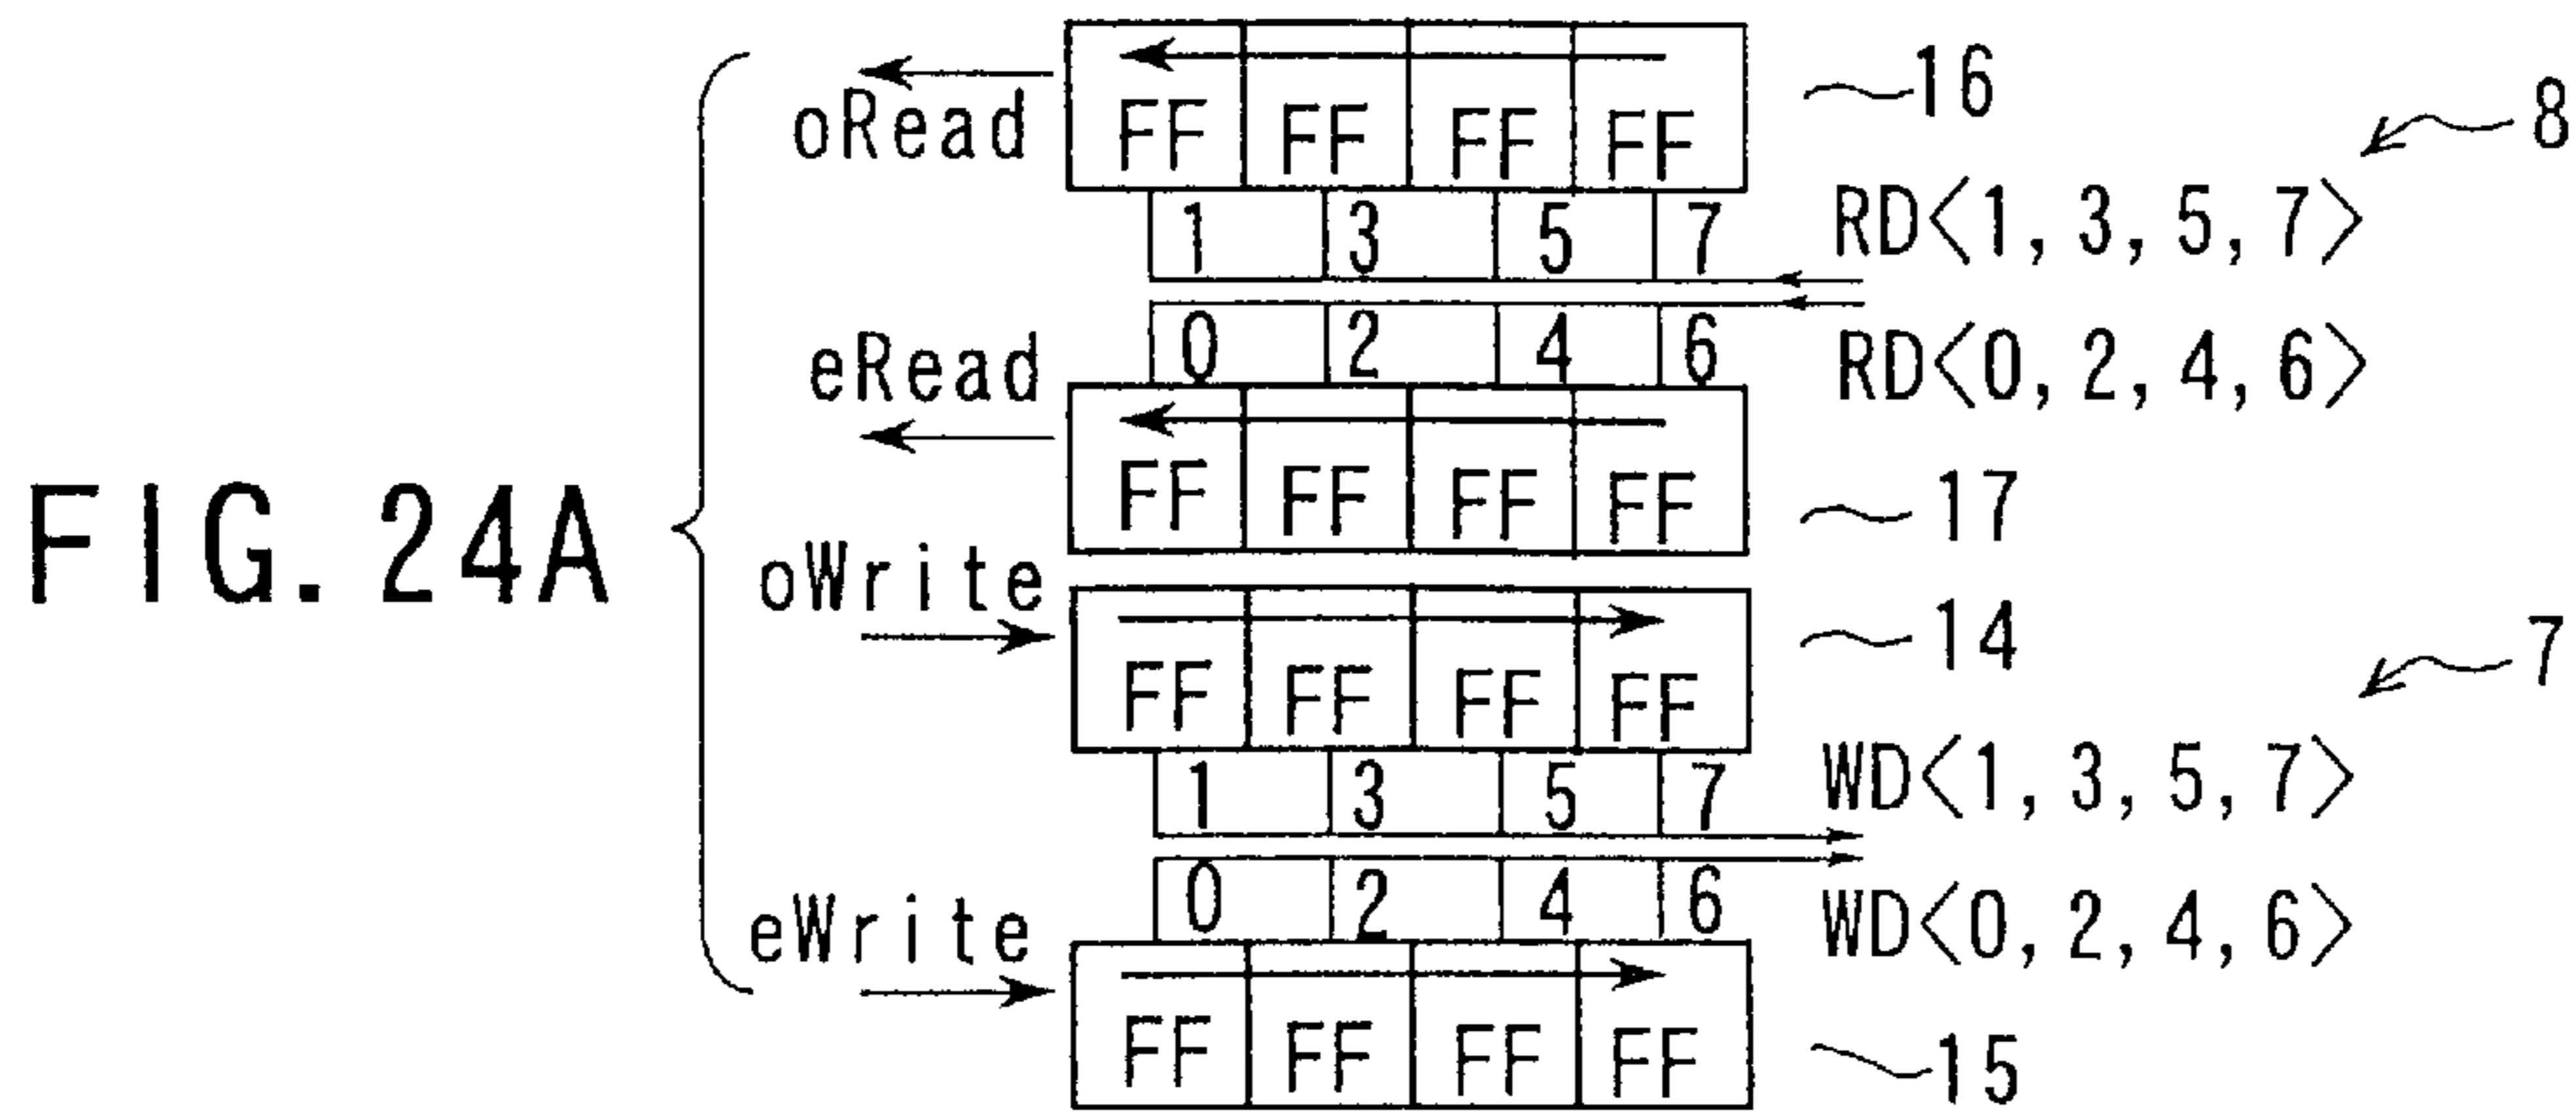 FIG. 24A
oRead
FF FF FF FF
16
8
1 3 5 7
RD<1, 3, 5, 7>
0 2 4 6
RD<0, 2, 4, 6>
eRead
FF FF FF FF
17
oWrite
FF FF FF FF
14
7
1 3 5 7
WD<1, 3, 5, 7>
0 2 4 6
WD<0, 2, 4, 6>
eWrite
FF FF FF FF
15